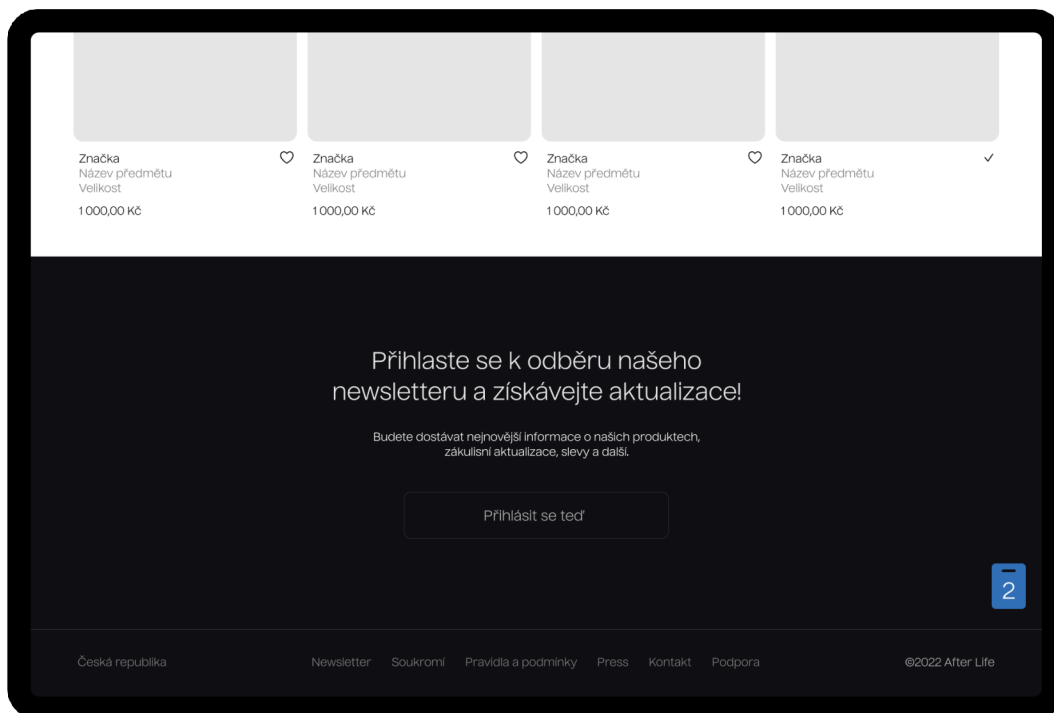 Značka
Název předmětu
Velikost
1 000,00 Kč
Značka
Název předmětu
Velikost
1 000,00 Kč
Značka
Název předmětu
Velikost
1 000,00 Kč
Značka
Název předmětu
Velikost
1 000,00 Kč
Přihlaste se k odběru našeho
newsletteru a získávejte aktualizace!
Budete dostávat nejnovější informace o našich produktech,
zákulisní aktualizace, slevy a další.
Přihlásit se teď
2
Česká republika
Newsletter Soukromí Pravidla a podmínky Press Kontakt Podpora
©2022 After Life